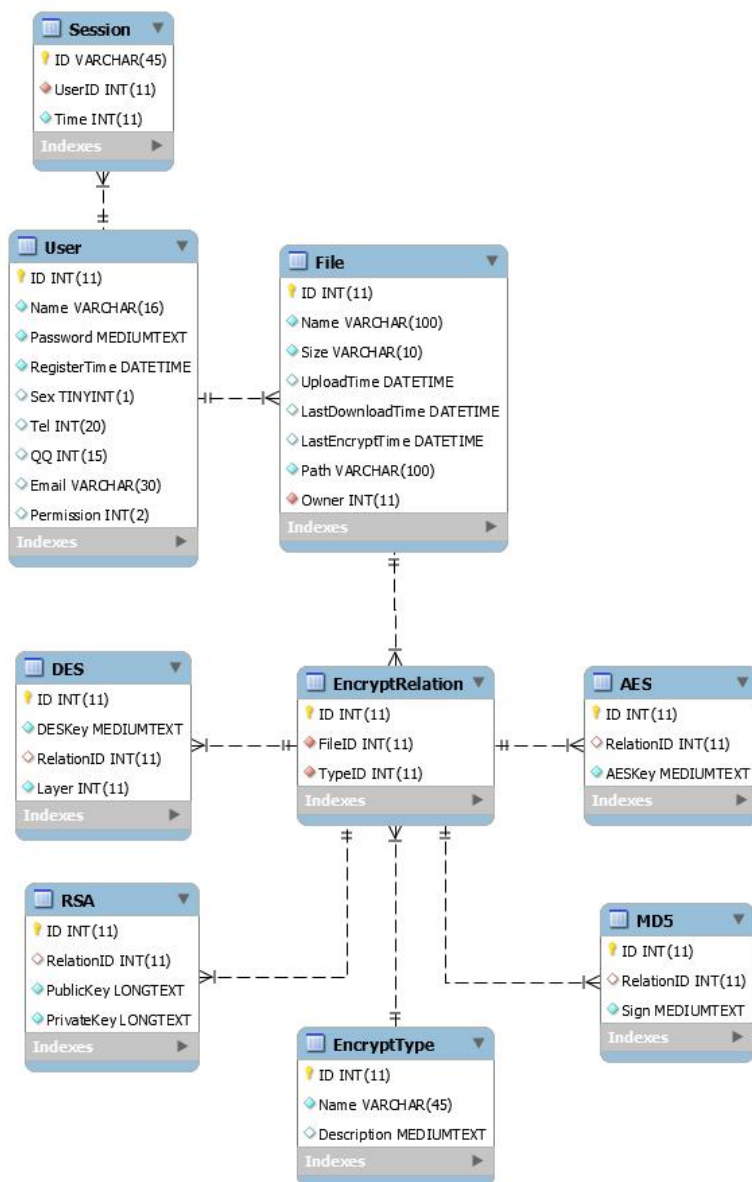 Session
ID VARCHAR(45)
UserID INT(11)
Time INT(11)
Indexes
User
ID INT(11)
Name VARCHAR(16)
Password MEDIUMTEXT
RegisterTime DATETIME
Sex TINYINT(1)
Tel INT(20)
QQ INT(15)
Email VARCHAR(30)
Permission INT(2)
Indexes
File
ID INT(11)
Name VARCHAR(100)
Size VARCHAR(10)
UploadTime DATETIME
LastDownloadTime DATETIME
LastEncryptTime DATETIME
Path VARCHAR(100)
Owner INT(11)
Indexes
DES
ID INT(11)
DESKey MEDIUMTEXT
RelationID INT(11)
Layer INT(11)
Indexes
EncryptRelation
ID INT(11)
FileID INT(11)
TypeID INT(11)
Indexes
AES
ID INT(11)
RelationID INT(11)
AESKey MEDIUMTEXT
Indexes
RSA
ID INT(11)
RelationID INT(11)
PublicKey LONGTEXT
PrivateKey LONGTEXT
Indexes
MD5
ID INT(11)
RelationID INT(11)
Sign MEDIUMTEXT
Indexes
EncryptType
ID INT(11)
Name VARCHAR(45)
Description MEDIUMTEXT
Indexes